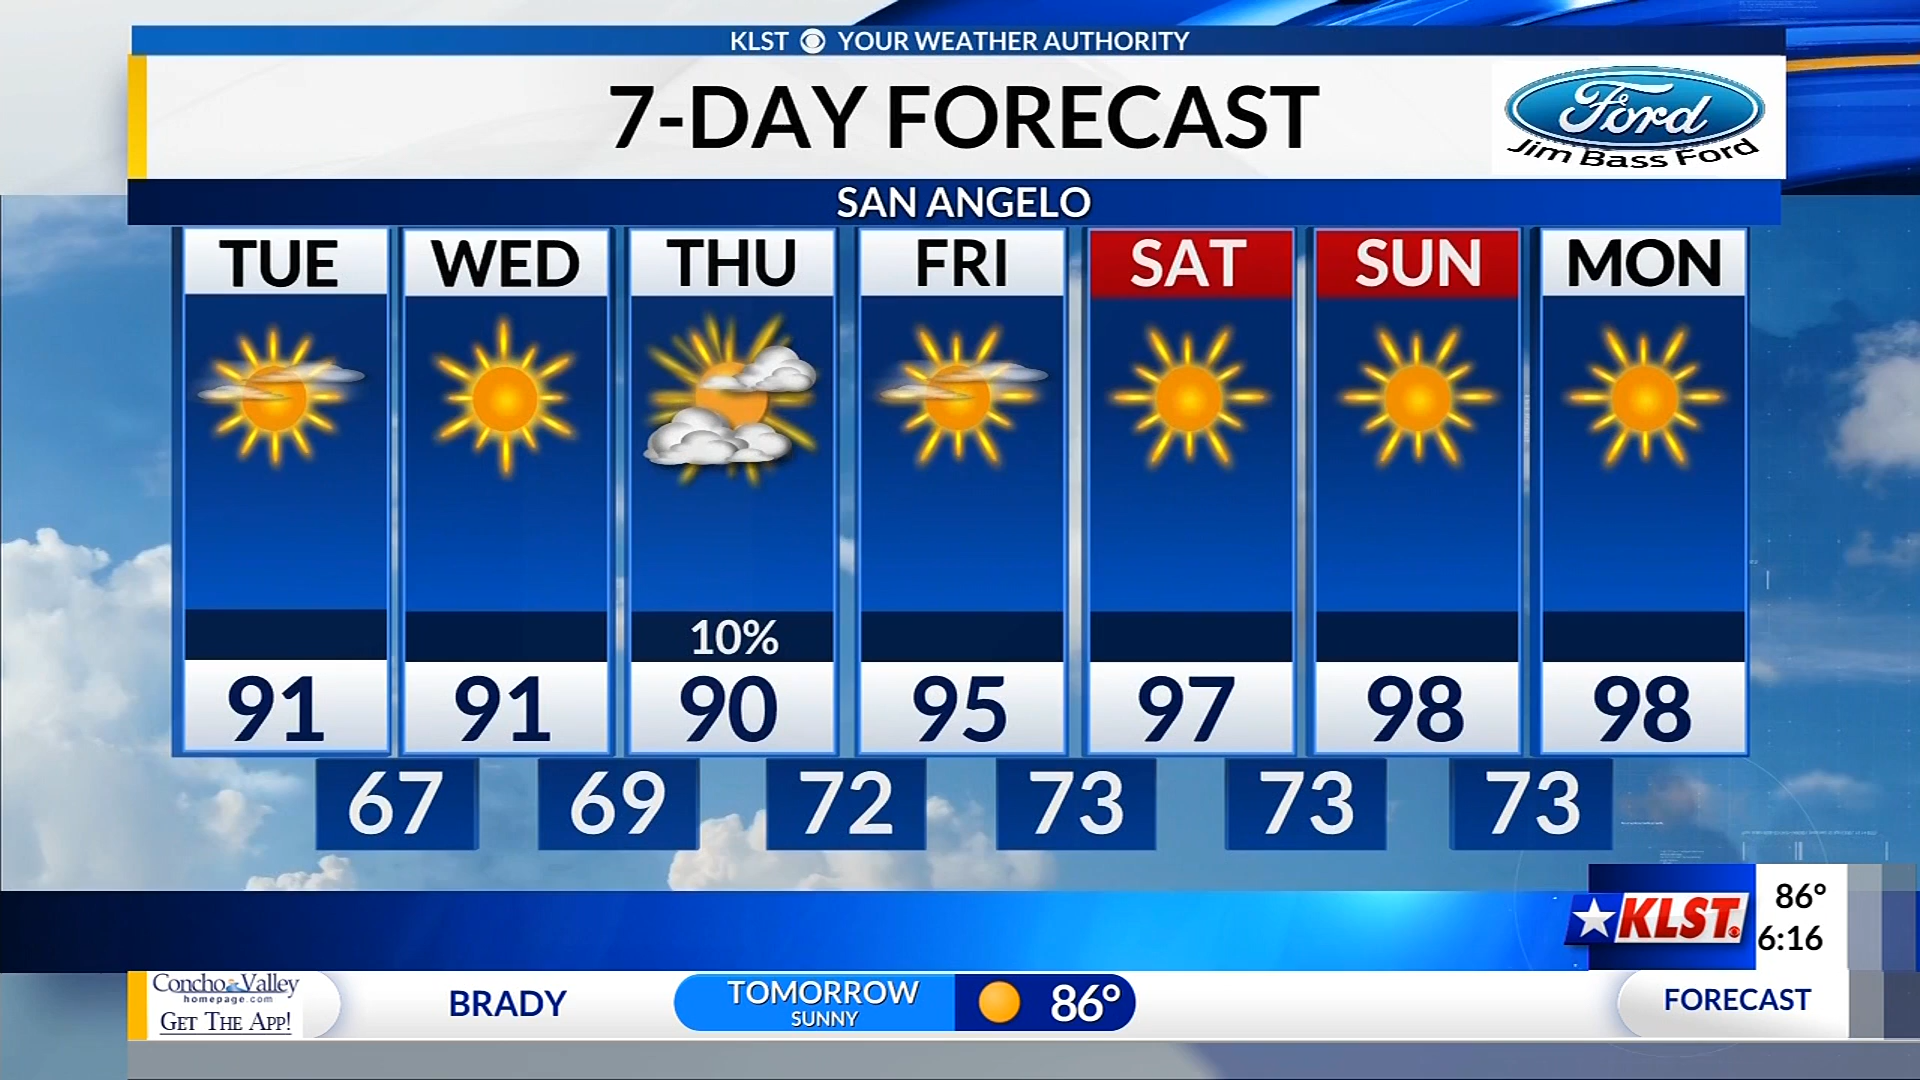 KLST YOUR WEATHER AUTHORITY
7-DAY FORECAST
Ford
Jim Bass Ford
SAN ANGELO
TUE WED THU FRI SAT SUN MON
10%
91 91 90 95 97 98 98
67 69 72 73 73 73
KLST
86°
6:16
Concho Valley
homepage.com
GET THE APP!
BRADY
TOMORROW
SUNNY
86°
FORECAST